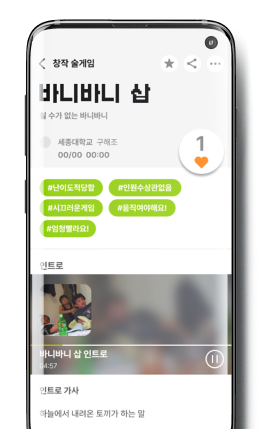 창작 술게임
바니바니 샵
수가 없는 바니바니
세종대학교 구해조
00/00 00:00
1
#난이도적당함
#인원수상관없음
#시끄러운게임
#움직여야해요!
#엄청빨라요!
인트로
바니바니 샵 인트로
04:57
인트로 가사
하늘에서 내려온 토끼가 하는 말